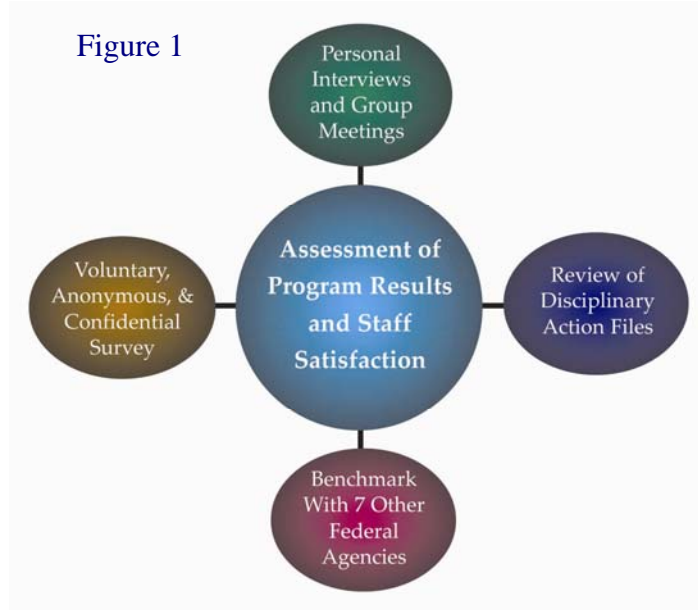 Figure 1
Personal
Interviews
and Group
Meetings
Voluntary,
Anonymous, &
Confidential
Survey
Assessment of
Program Results
and Staff
Satisfaction
Review of
Disciplinary
Action Files
Benchmark
With 7 Other
Federal
Agencies